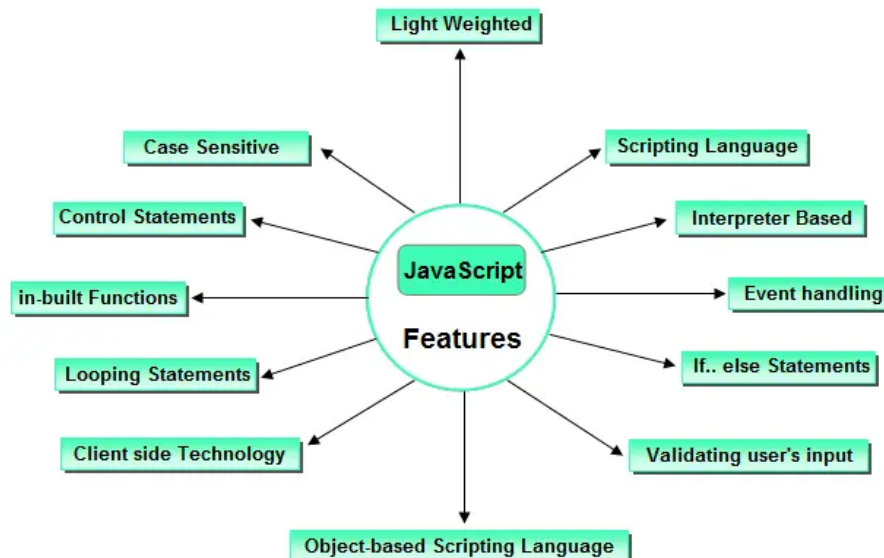 Light Weighted
Case Sensitive
Scripting Language
Control Statements
Interpreter Based
JavaScript
in-built Functions
Event handling
Features
Looping Statements
If.. else Statements
Client side Technology
Validating user's input
Object-based Scripting Language